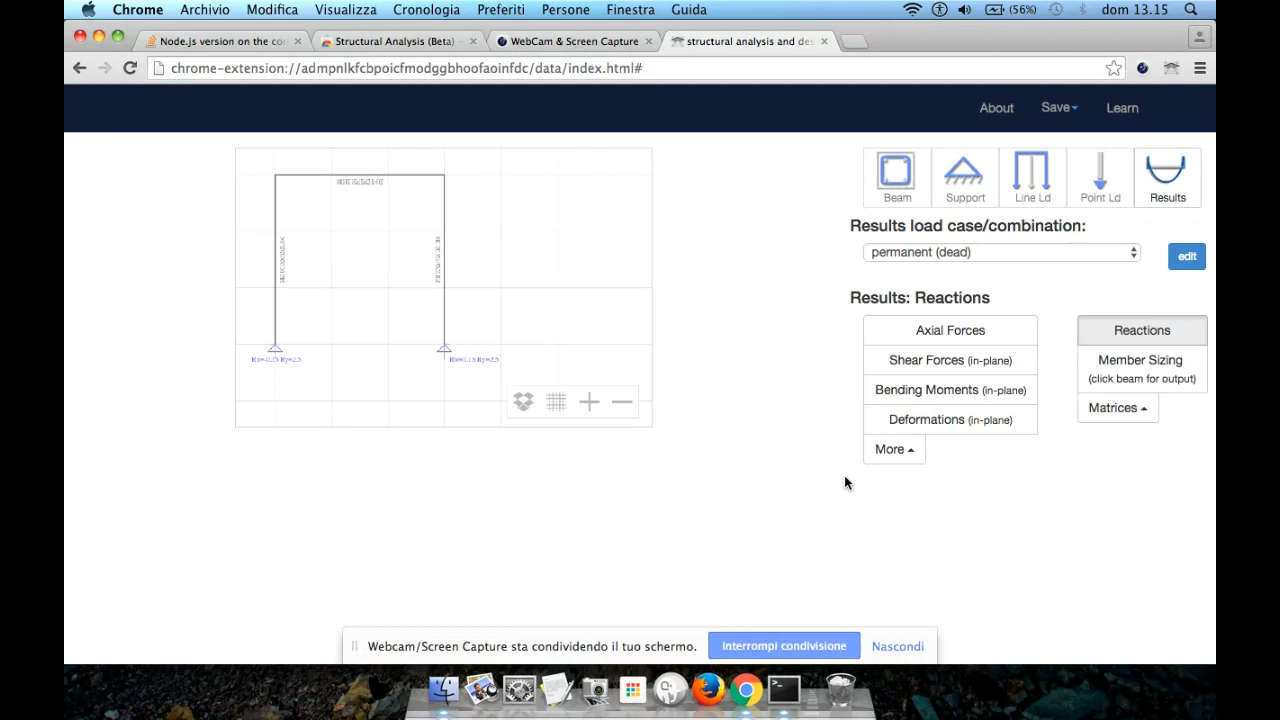 Chrome Archivio Modifica Visualizza Cronologia Preferiti Persone Finestra Guida (56%) dom 13.15
Node.js version on the con Structural Analysis (Beta) - WebCam & Screen Capture structural analysis and des
chrome-extension://admpnlkfcbpoicfmodggbhoofaoinfdc/data/index.html#
About Save Learn
Beam Support Line Ld Point Ld Results
Results load case/combination:
permanent (dead) edit
Results: Reactions
Axial Forces
Shear Forces (in-plane)
Bending Moments (in-plane)
Deformations (in-plane)
More
Reactions
Member Sizing
(click beam for output)
Matrices
Webcam/Screen Capture sta condividendo il tuo schermo. Interrompi condivisione Nascondi